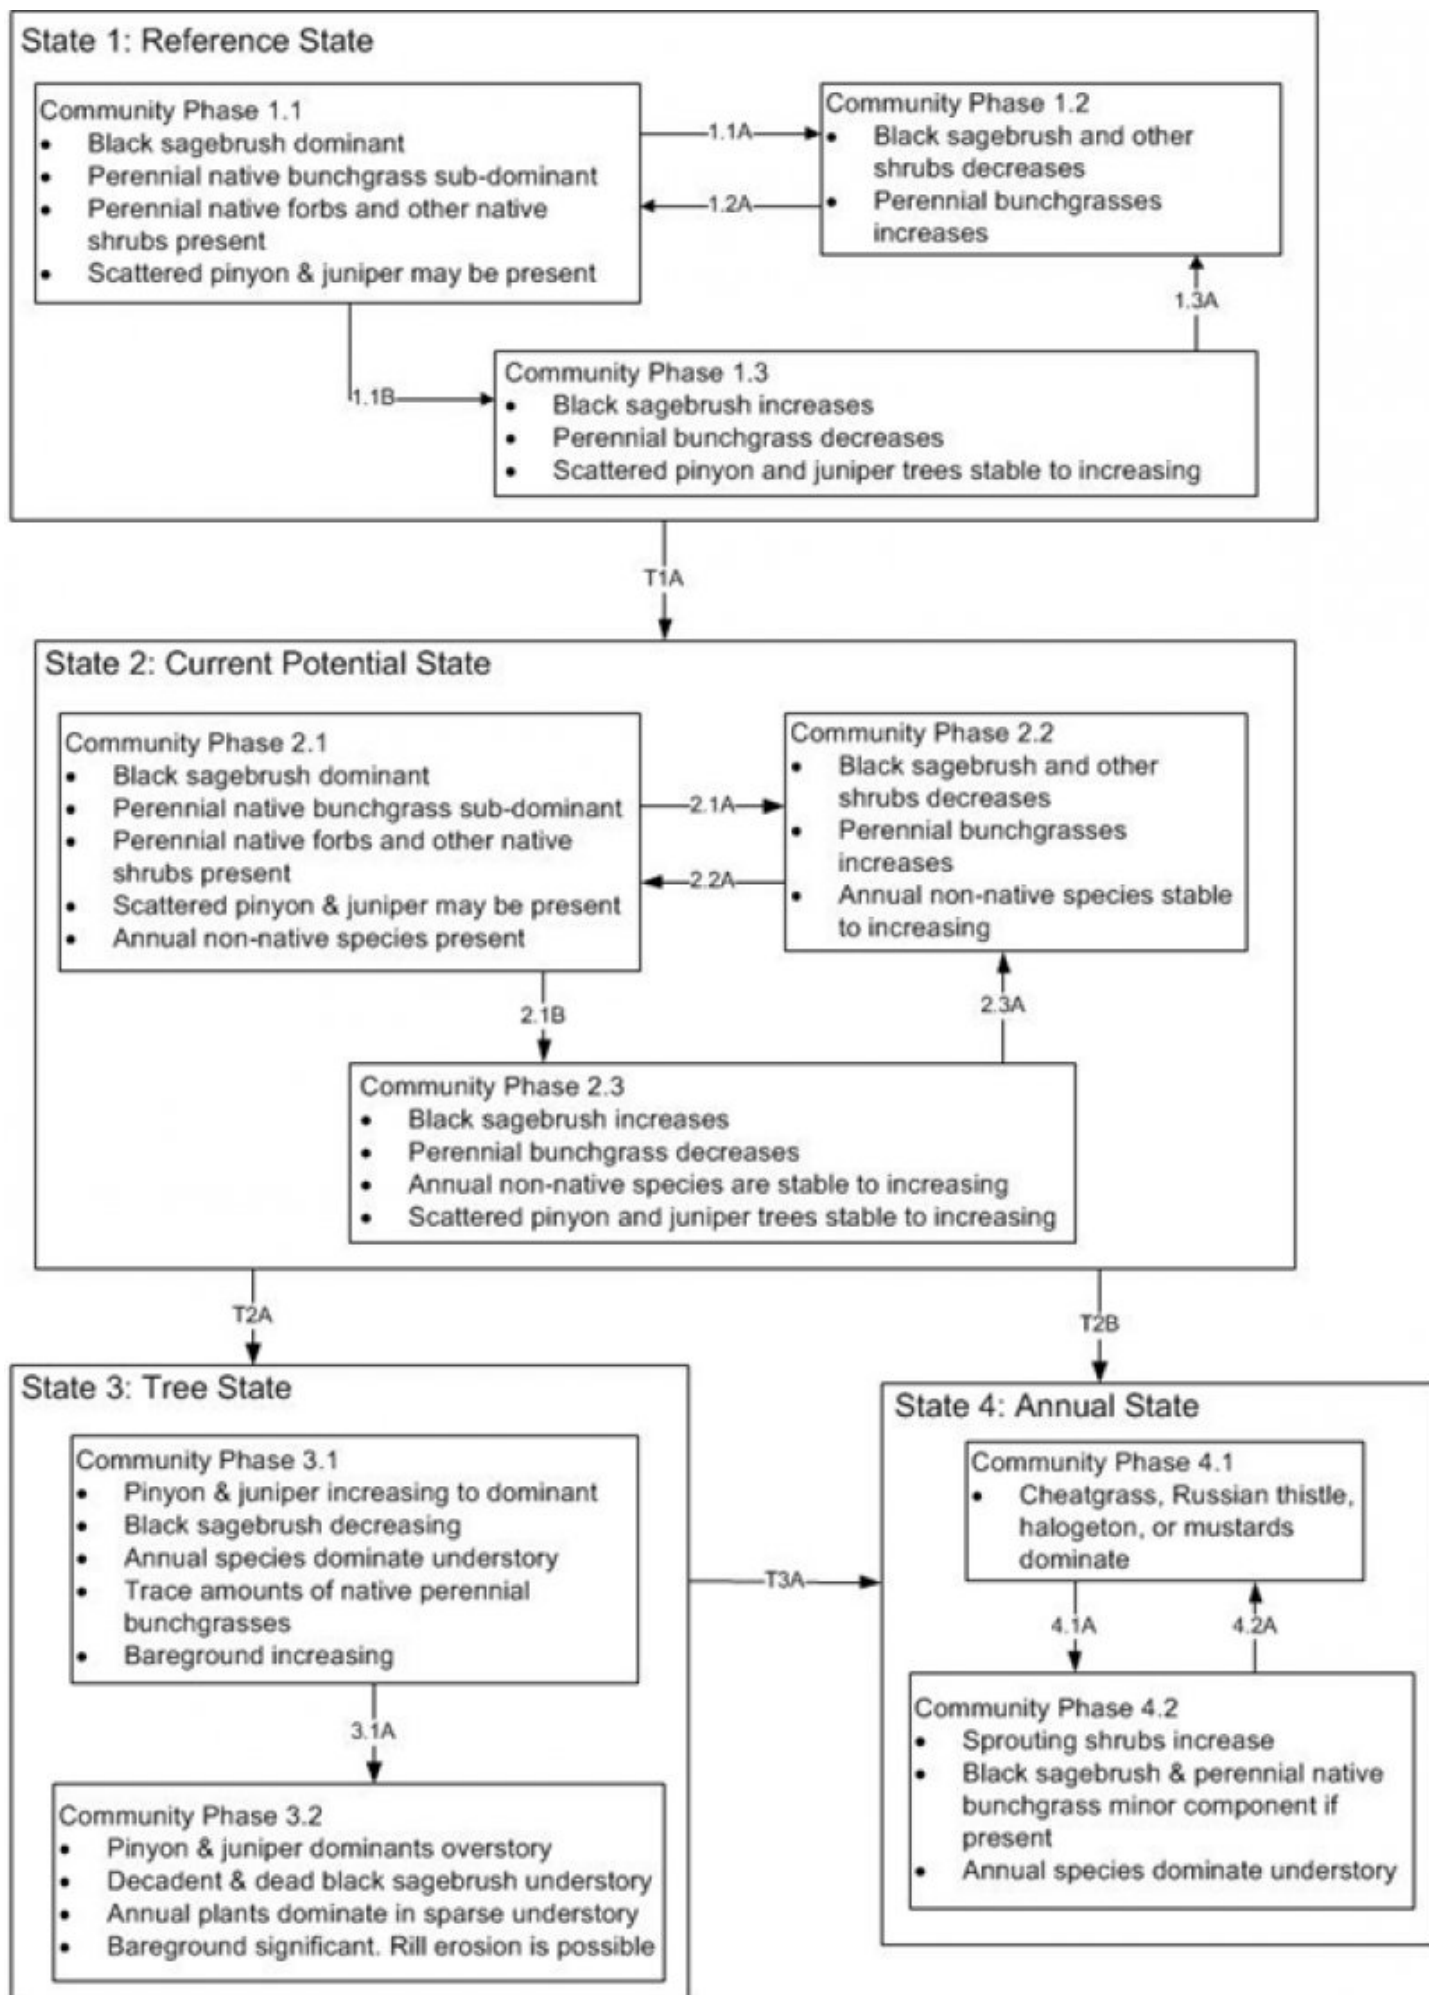 State 1: Reference State
Community Phase 1.1
• Black sagebrush dominant
• Perennial native bunchgrass sub-dominant
• Perennial native forbs and other native
shrubs present
• Scattered pinyon & juniper may be present
1.1A
1.2A
Community Phase 1.2
• Black sagebrush and other
shrubs decreases
• Perennial bunchgrasses
increases
1.3A
1.1B
Community Phase 1.3
• Black sagebrush increases
• Perennial bunchgrass decreases
• Scattered pinyon and juniper trees stable to increasing
T1A
State 2: Current Potential State
Community Phase 2.1
• Black sagebrush dominant
• Perennial native bunchgrass sub-dominant
• Perennial native forbs and other native
shrubs present
• Scattered pinyon & juniper may be present
• Annual non-native species present
2.1A
2.2A
Community Phase 2.2
• Black sagebrush and other
shrubs decreases
• Perennial bunchgrasses
increases
• Annual non-native species stable
to increasing
2.1B
2.3A
Community Phase 2.3
• Black sagebrush increases
• Perennial bunchgrass decreases
• Annual non-native species are stable to increasing
• Scattered pinyon and juniper trees stable to increasing
T2A
T2B
State 3: Tree State
Community Phase 3.1
• Pinyon & juniper increasing to dominant
• Black sagebrush decreasing
• Annual species dominate understory
• Trace amounts of native perennial
bunchgrasses
• Bareground increasing
3.1A
Community Phase 3.2
• Pinyon & juniper dominants overstory
• Decadent & dead black sagebrush understory
• Annual plants dominate in sparse understory
• Bareground significant. Rill erosion is possible
T3A
State 4: Annual State
Community Phase 4.1
• Cheatgrass, Russian thistle,
halogeton, or mustards
dominate
4.1A
4.2A
Community Phase 4.2
• Sprouting shrubs increase
• Black sagebrush & perennial native
bunchgrass minor component if
present
• Annual species dominate understory